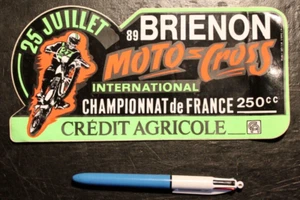 25 JUILLET
89 BRIENON
MOTO-CROSS
INTERNATIONAL
CHAMPIONNAT de FRANCE 250cc
CRÉDIT AGRICOLE